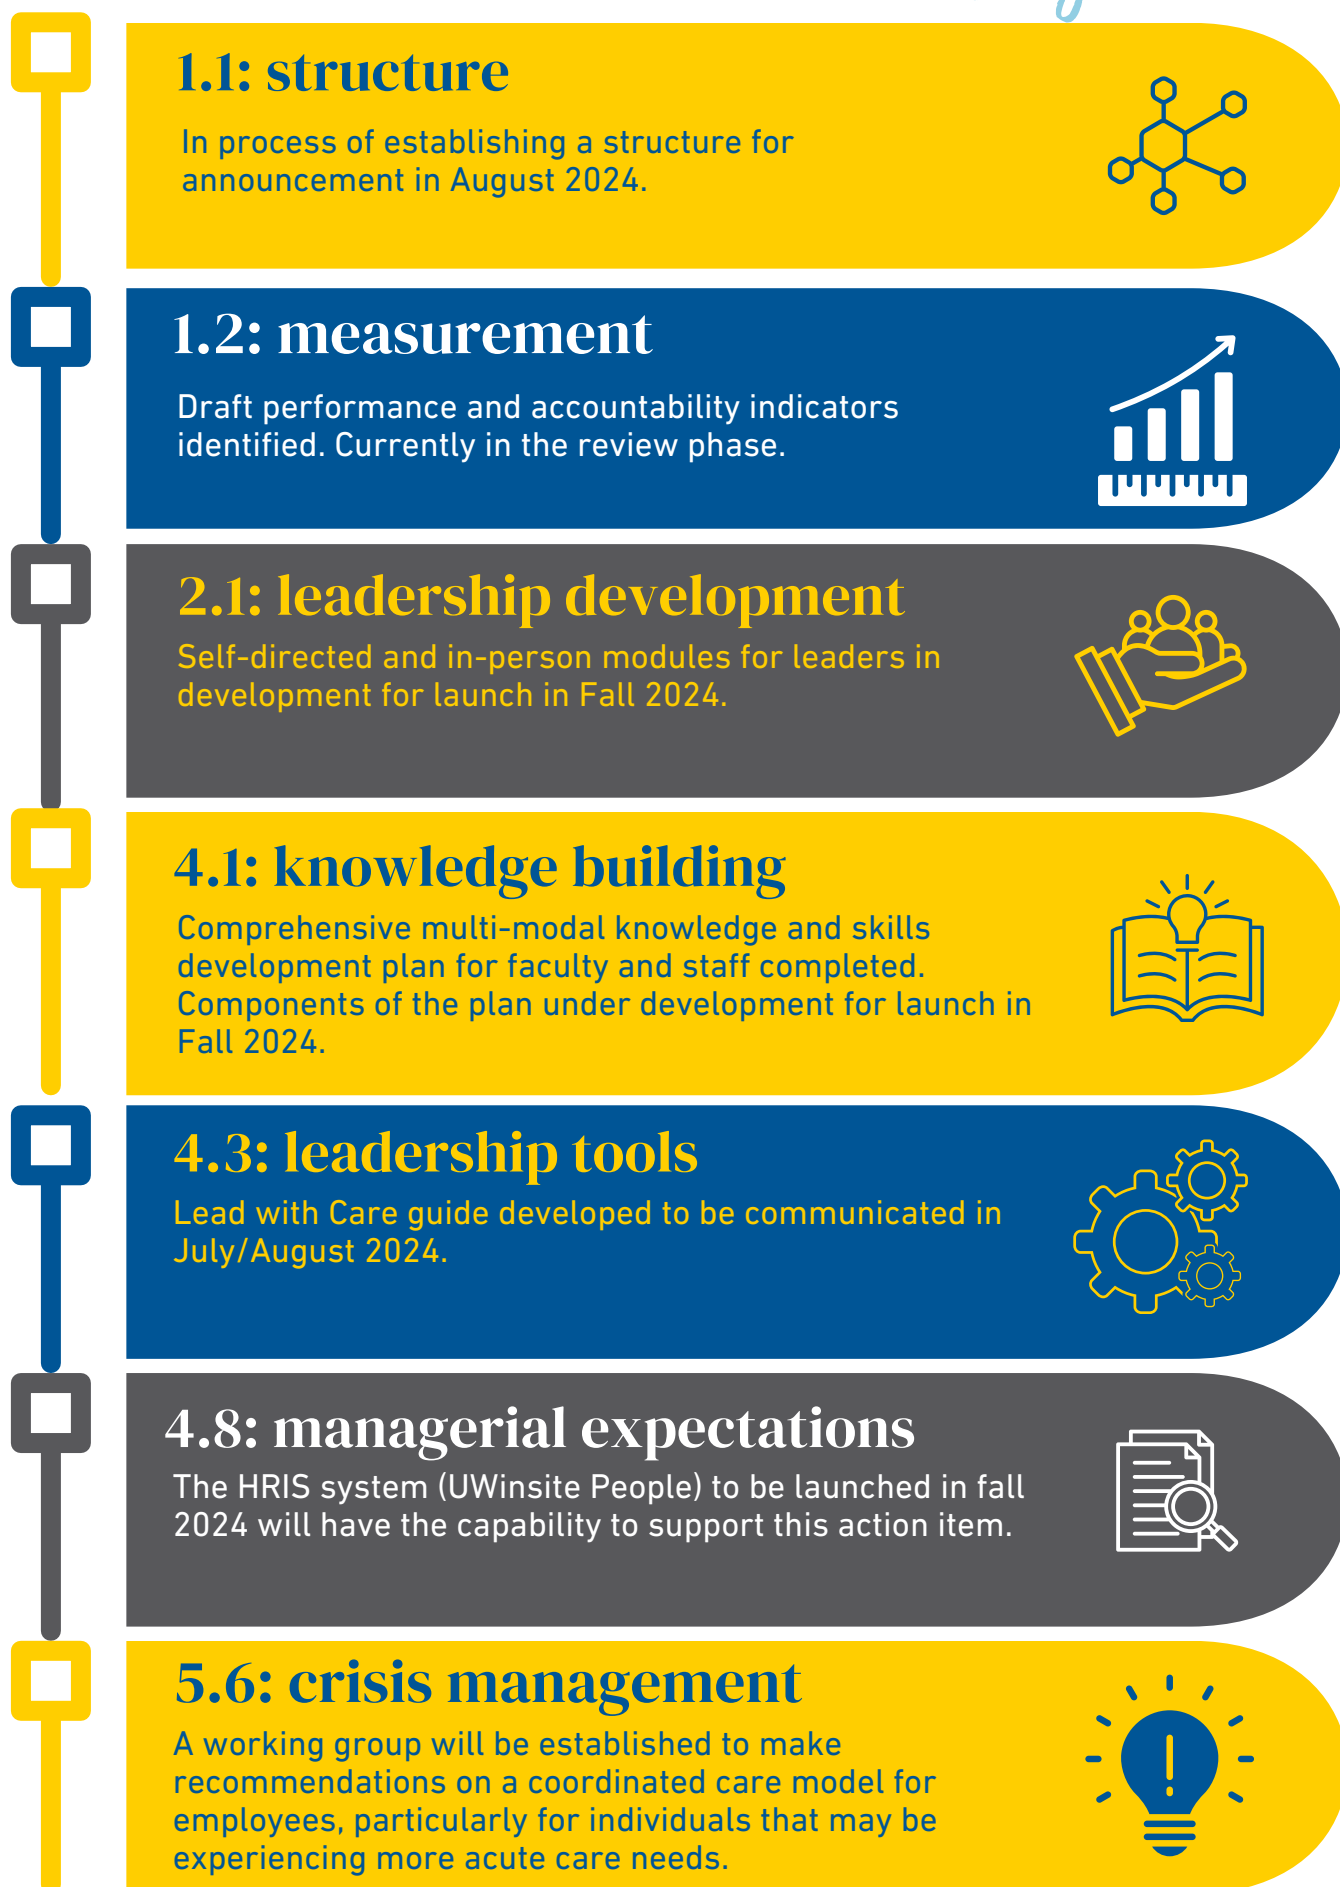 1.1: structure
In process of establishing a structure for
announcement in August 2024.
1.2: measurement
Draft performance and accountability indicators
identified. Currently in the review phase.
2.1: leadership development
Self-directed and in-person modules for leaders in
development for launch in Fall 2024.
4.1: knowledge building
Comprehensive multi-modal knowledge and skills
development plan for faculty and staff completed.
Components of the plan under development for launch in
Fall 2024.
4.3: leadership tools
Lead with Care guide developed to be communicated in
July/August 2024.
4.8: managerial expectations
The HRIS system (UWinsite People) to be launched in fall
2024 will have the capability to support this action item.
5.6: crisis management
A working group will be established to make
recommendations on a coordinated care model for
employees, particularly for individuals that may be
experiencing more acute care needs.